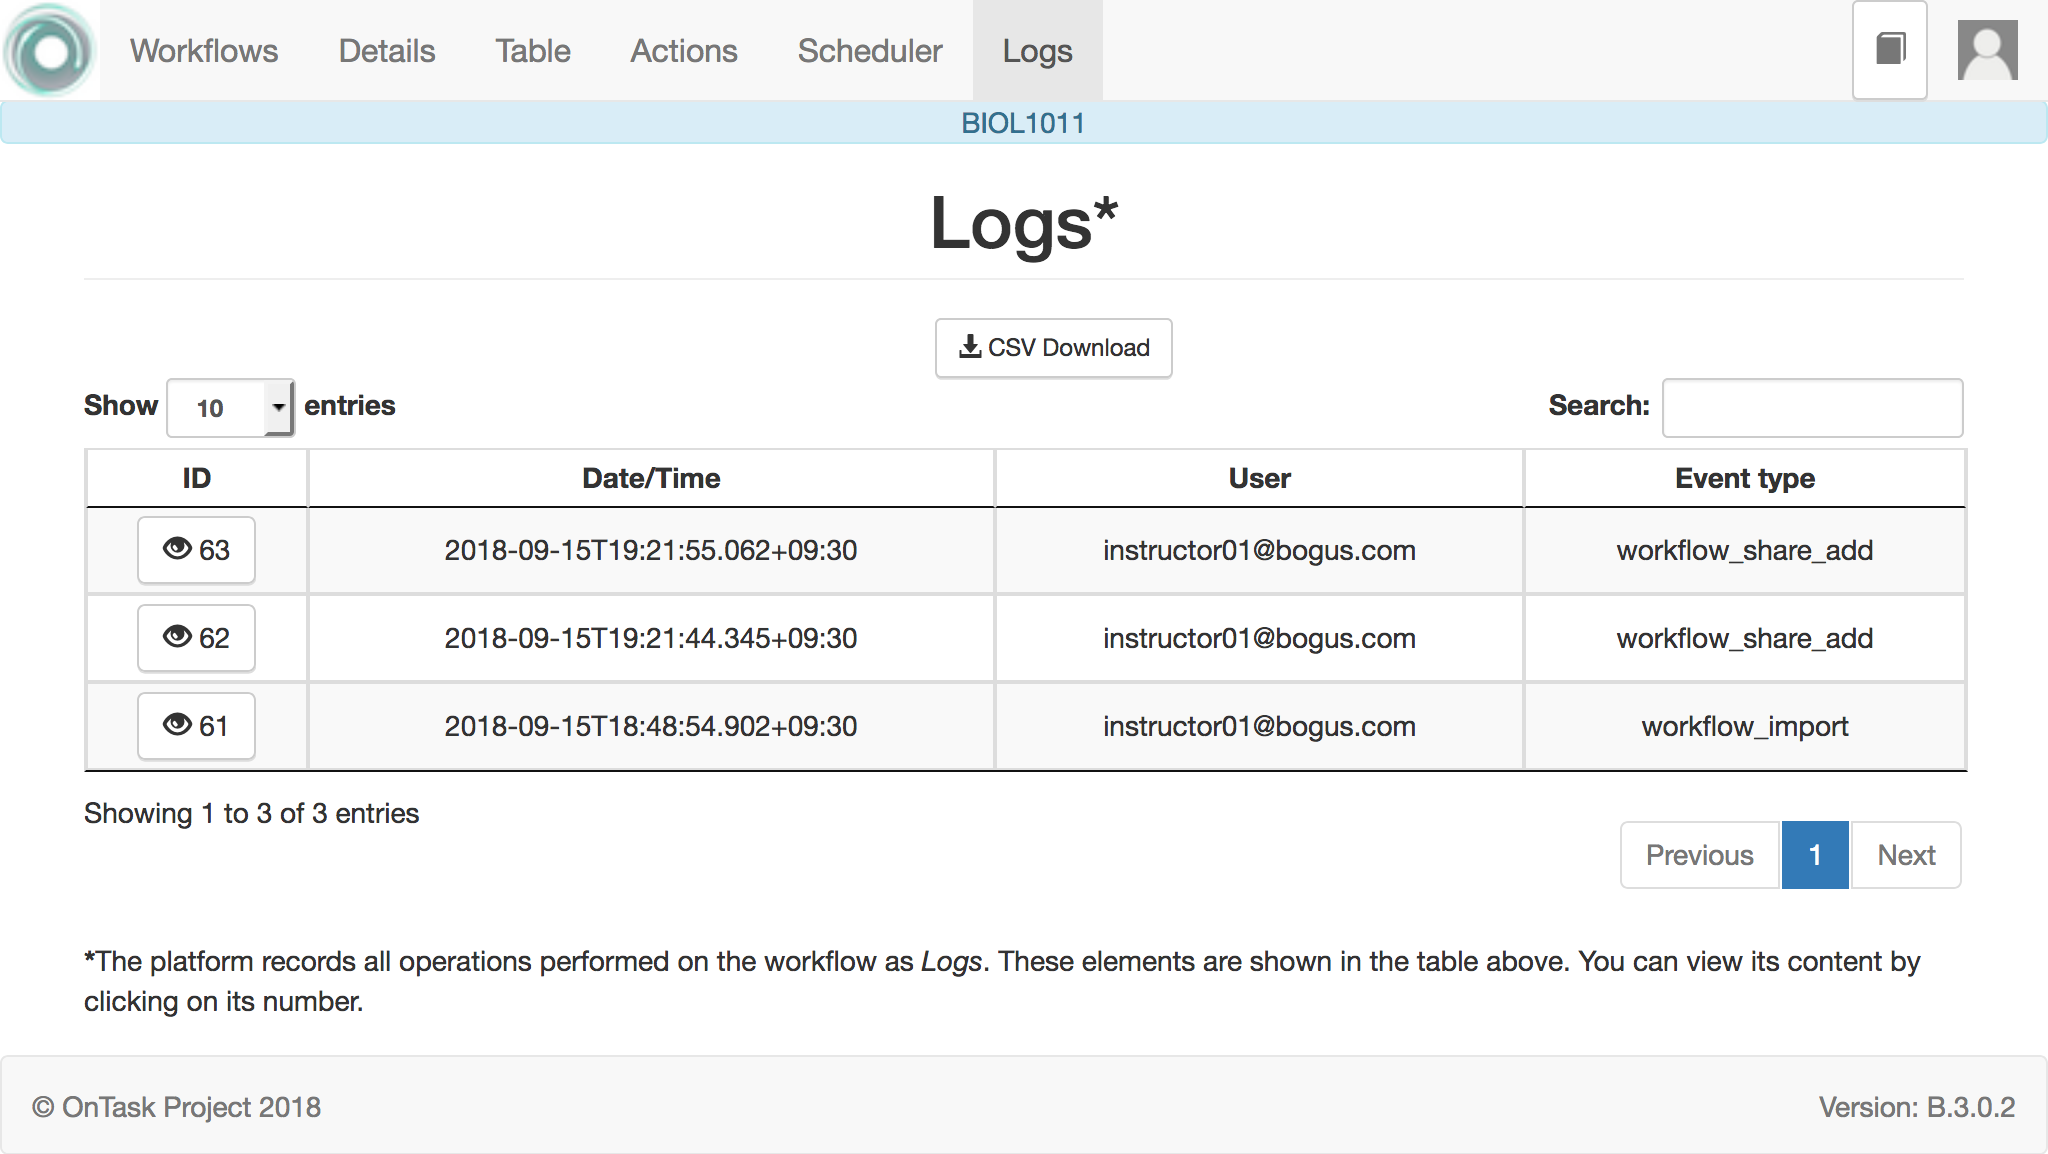 Workflows Details Table Actions Scheduler Logs
BIOL1011
Logs*
CSV Download
Show 10 entries Search:
ID Date/Time User Event type
63 2018-09-15T19:21:55.062+09:30 instructor01@bogus.com workflow_share_add
62 2018-09-15T19:21:44.345+09:30 instructor01@bogus.com workflow_share_add
61 2018-09-15T18:48:54.902+09:30 instructor01@bogus.com workflow_import
Showing 1 to 3 of 3 entries
Previous 1 Next
*The platform records all operations performed on the workflow as Logs. These elements are shown in the table above. You can view its content by
clicking on its number.
© OnTask Project 2018 Version: B.3.0.2